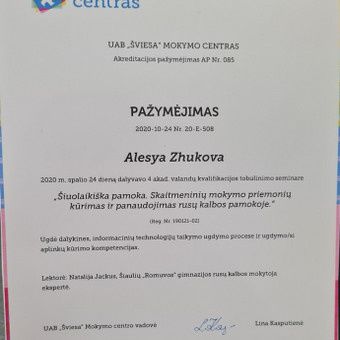 centras
UAB „ŠVIESA" MOKYMO CENTRAS
Akreditacijos pažymėjimas AP Nr. 085
PAŽYMĖJIMAS
2020-10-24 Nr. 20-E-508
Alesya Zhukova
2020 m. spalio 24 dieną dalyvavo 4 akad. valandų kvalifikacijos tobulinimo seminare
„Šiuolaikiška pamoka. Skaitmeninių mokymo priemonių
kūrimas ir panaudojimas rusų kalbos pamokoje."
(Reg. Nr. 190121-02)
Ugdė dalykines, informacinių technologijų taikymo ugdymo procese ir ugdymo/si
aplinkų kūrimo kompetencijas.
Lektorė: Natalija Jackus, Šiaulių „Romuvos" gimnazijos rusų kalbos mokytoja
ekspertė.
UAB „Šviesa" Mokymo centro vadovė Lina Kazputienė